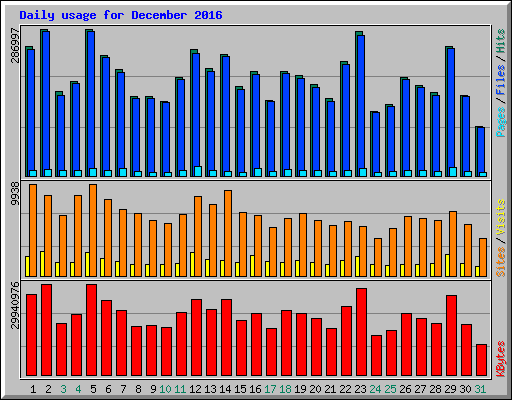 Daily usage for December 2016
286997
Pages / Files / Hits
9938
Sites / Visits
29940976
KBytes
1 2 3 4 5 6 7 8 9 10 11 12 13 14 15 16 17 18 19 20 21 22 23 24 25 26 27 28 29 30 31